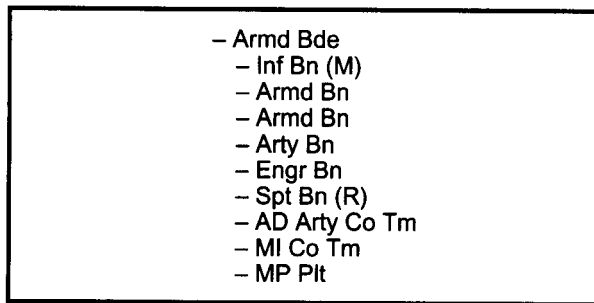 – Armd Bde
– Inf Bn (M)
– Armd Bn
– Armd Bn
– Arty Bn
– Engr Bn
– Spt Bn (R)
– AD Arty Co Tm
– MI Co Tm
– MP Plt